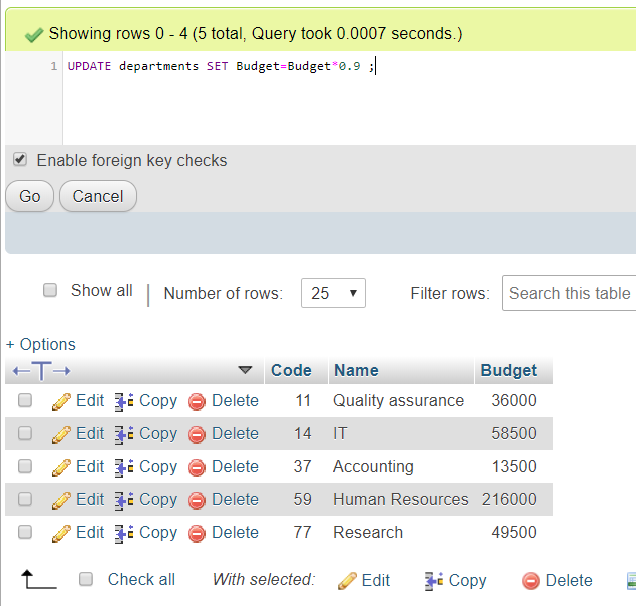 Showing rows 0 - 4 (5 total, Query took 0.0007 seconds.)
1 UPDATE departments SET Budget=Budget*0.9 ;
Enable foreign key checks
Go Cancel
Show all | Number of rows: 25 Filter rows: Search this table
+ Options
Code Name Budget
Edit Copy Delete 11 Quality assurance 36000
Edit Copy Delete 14 IT 58500
Edit Copy Delete 37 Accounting 13500
Edit Copy Delete 59 Human Resources 216000
Edit Copy Delete 77 Research 49500
Check all With selected: Edit Copy Delete